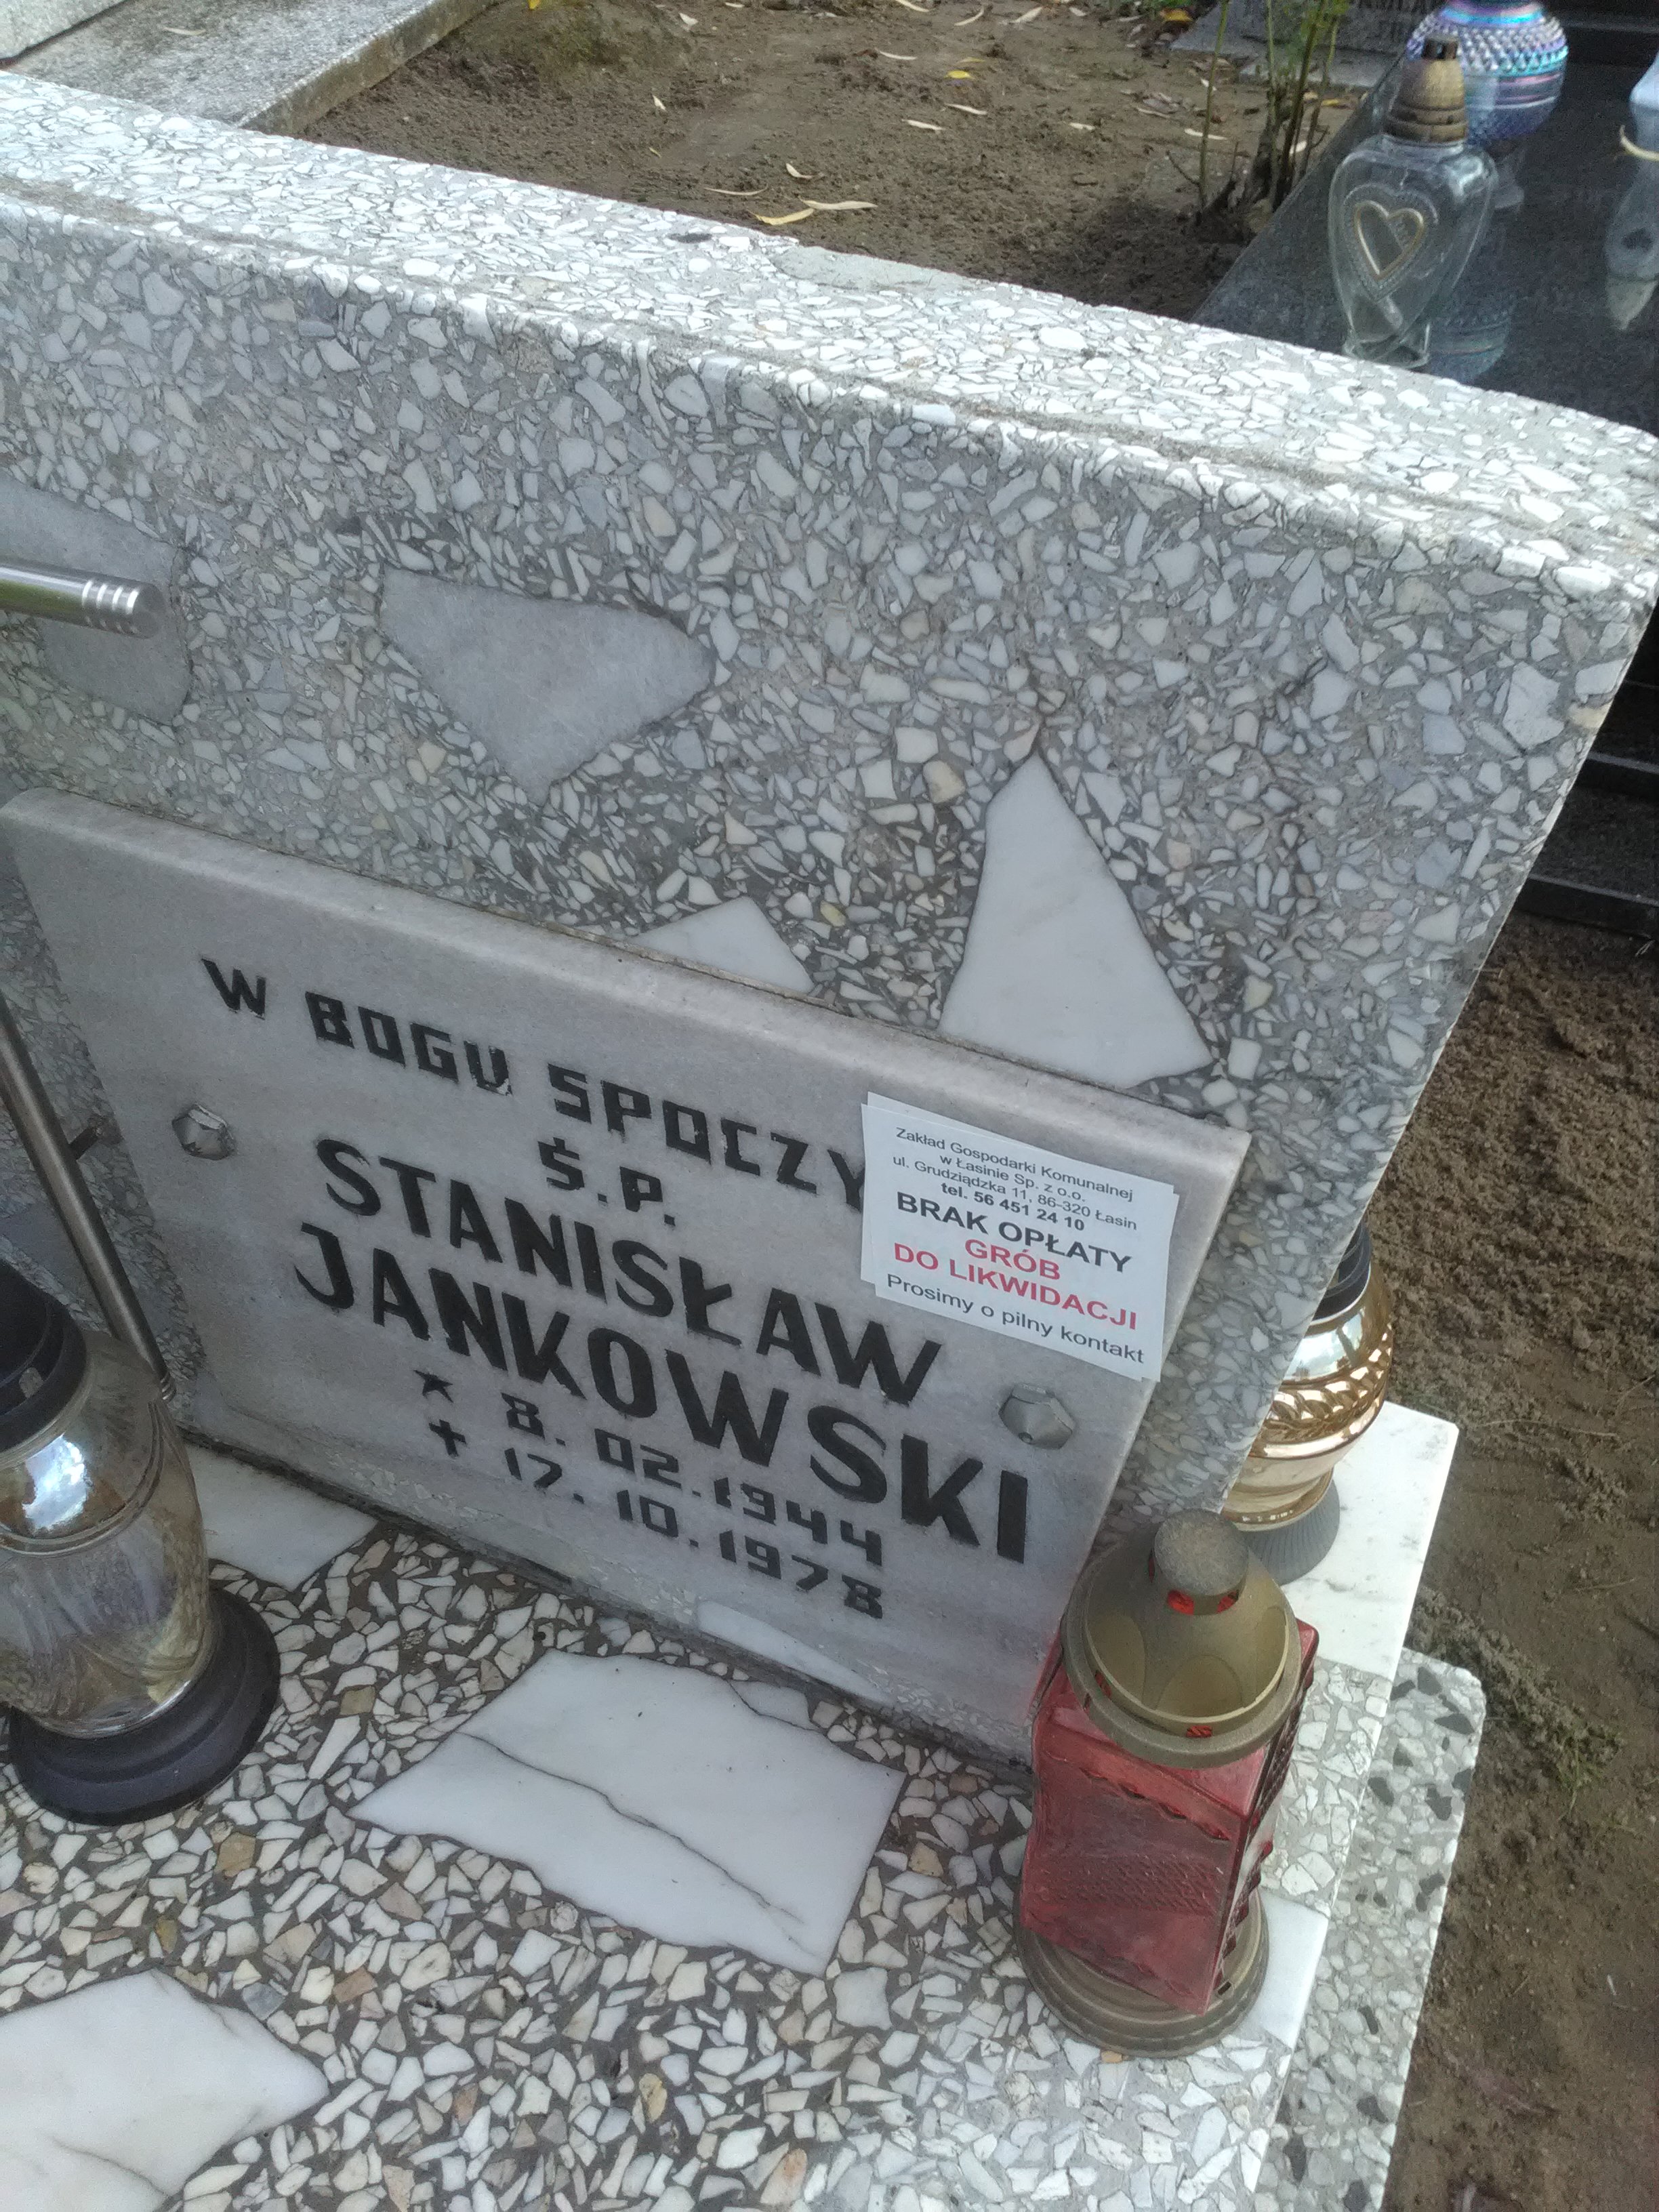 W BOGU SPOCZY
Ś.P.
STANISŁAW
JANKOWSKI
* 8. 02. 1944
+ 17. 10. 1978
Zakład Gospodarki Komunalnej
w Łasinie Sp. z o.o.
ul. Grudziądzka 11, 86-320 Łasin
tel. 56 451 24 10
BRAK OPŁATY
GRÓB
DO LIKWIDACJI
Prosimy o pilny kontakt